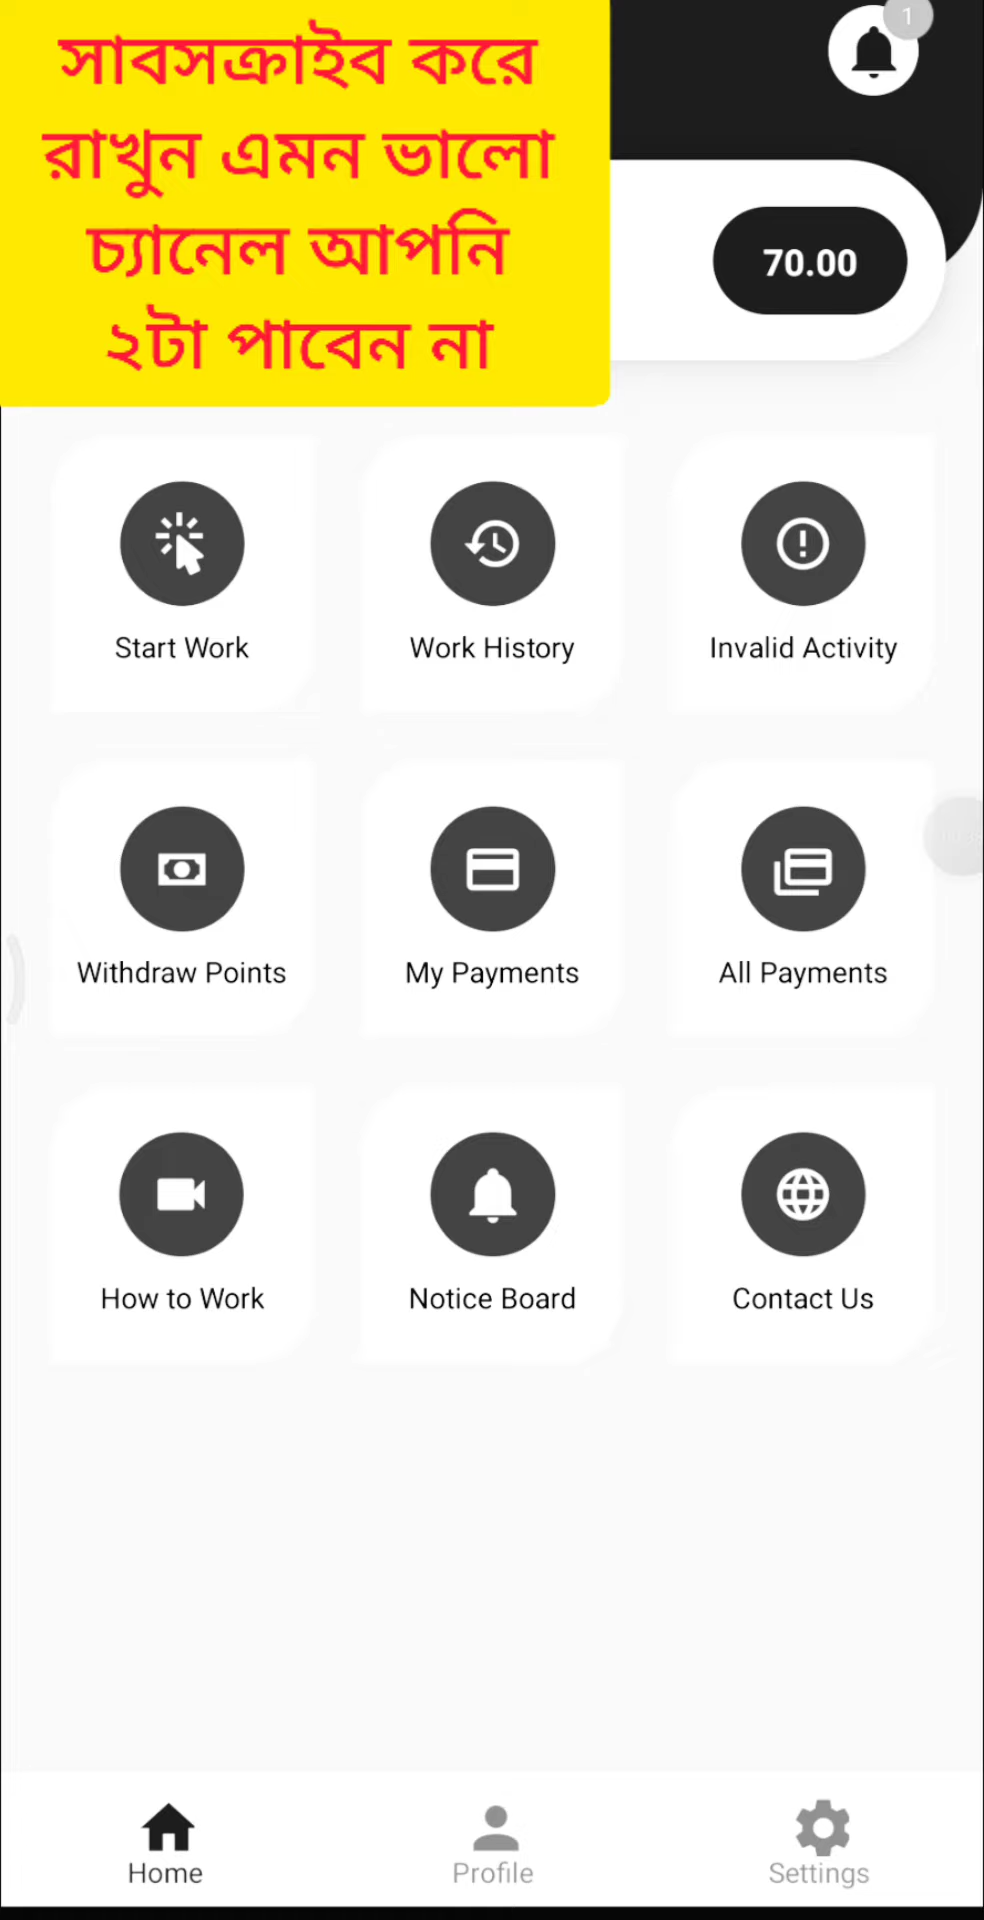 সাবসক্রাইব করে
রাখুন এমন ভালো
চ্যানেল আপনি
২টা পাবেন না
1
70.00
Start Work
Work History
Invalid Activity
Withdraw Points
My Payments
All Payments
How to Work
Notice Board
Contact Us
Home
Profile
Settings